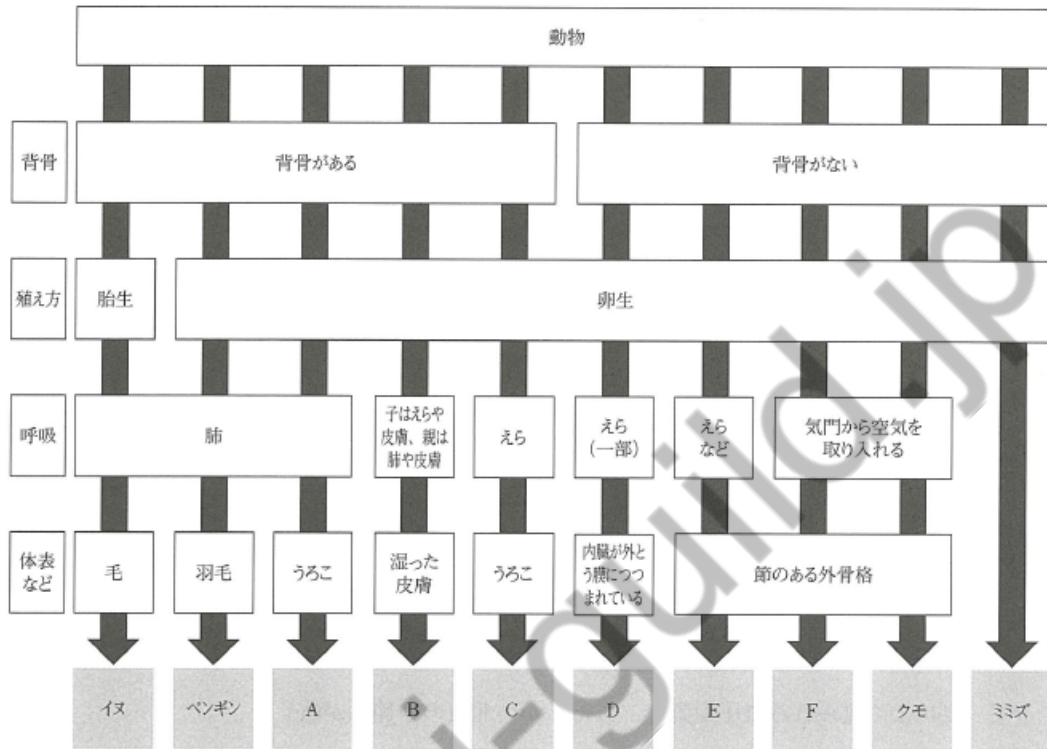 動物
背骨
背骨がある
背骨がない
殖え方
胎生
卵生
呼吸
肺
子はえらや
皮膚、親は
肺や皮膚
えら
えら
(一部)
えら
など
気門から空気を
取り入れる
体表
など
毛
羽毛
うろこ
湿った
皮膚
うろこ
内臓が外と
う膜につつ
まれている
節のある外骨格
イヌ
ペンギン
A
B
C
D
E
F
クモ
ミミズ
i-guild.jp